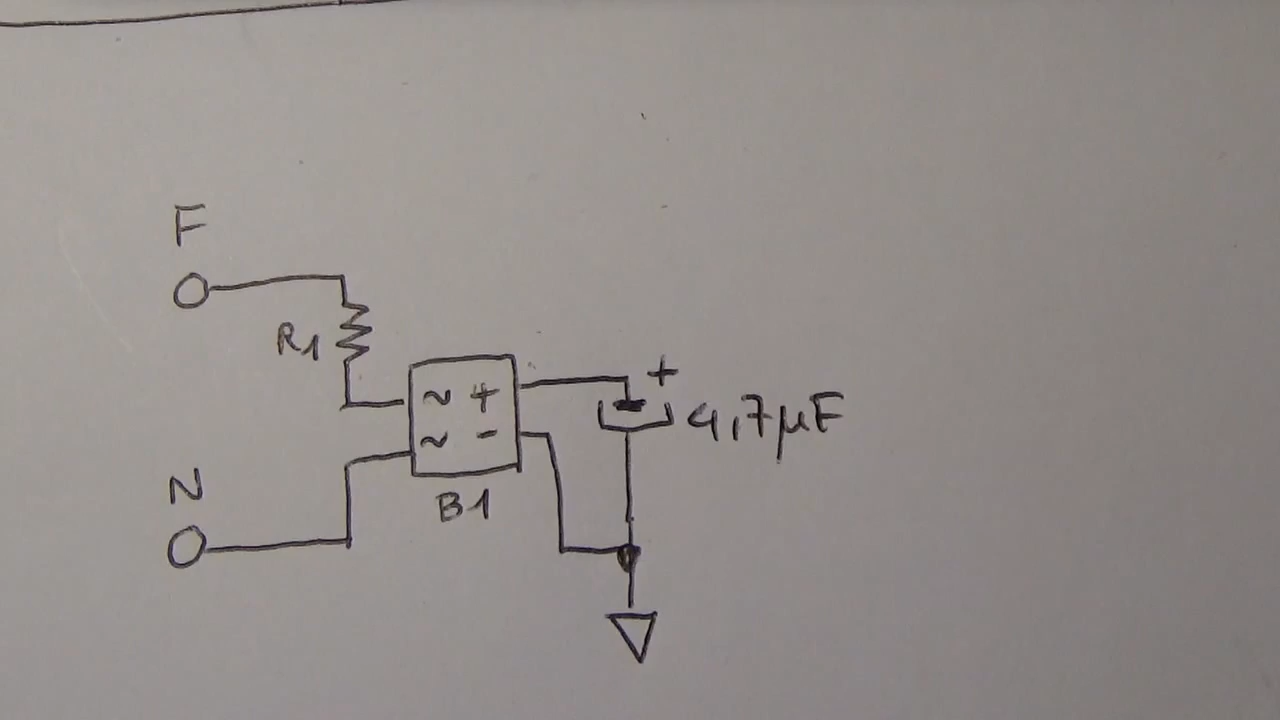 F
R1
~ +
~ -
+
4,7µF
N
B1